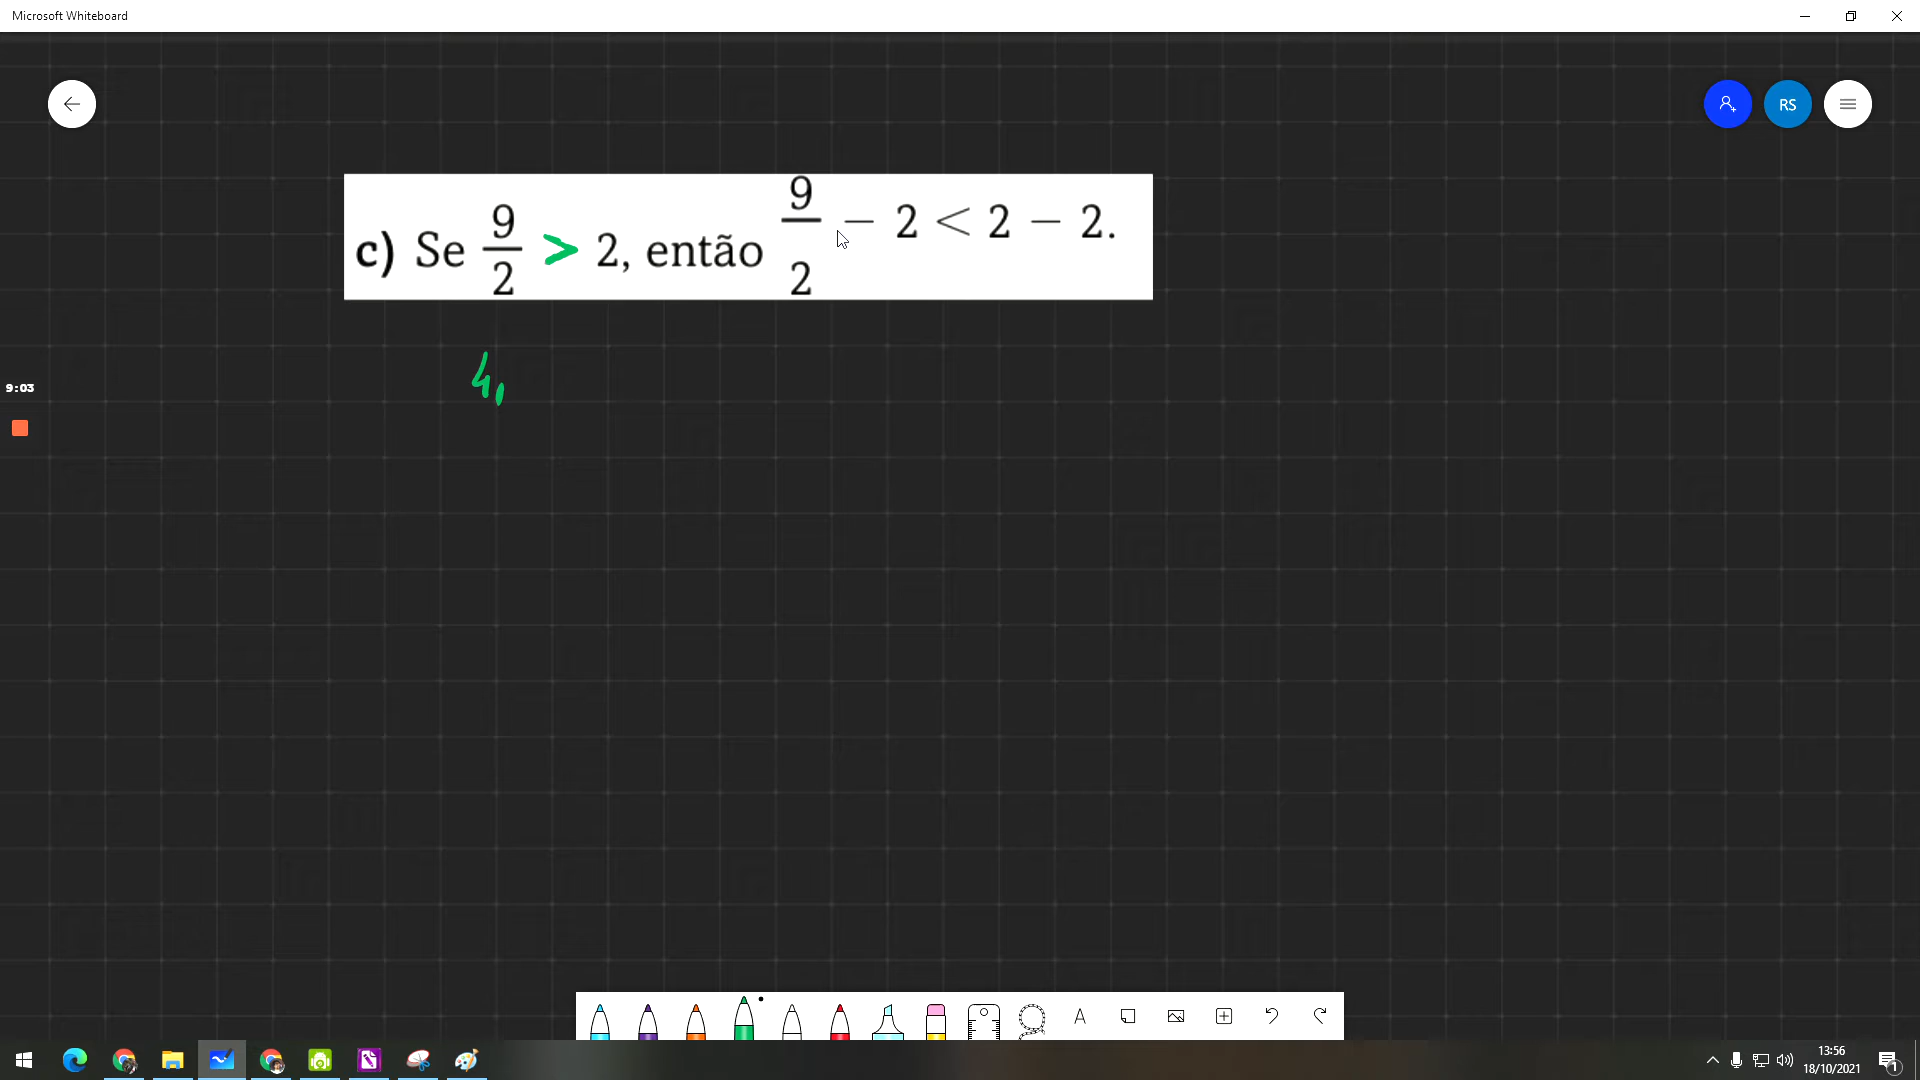 Microsoft Whiteboard
RS
c) Se 9/2 > 2, então 9/2 − 2 < 2 − 2.
4,
9:03
A
13:56
18/10/2021
1